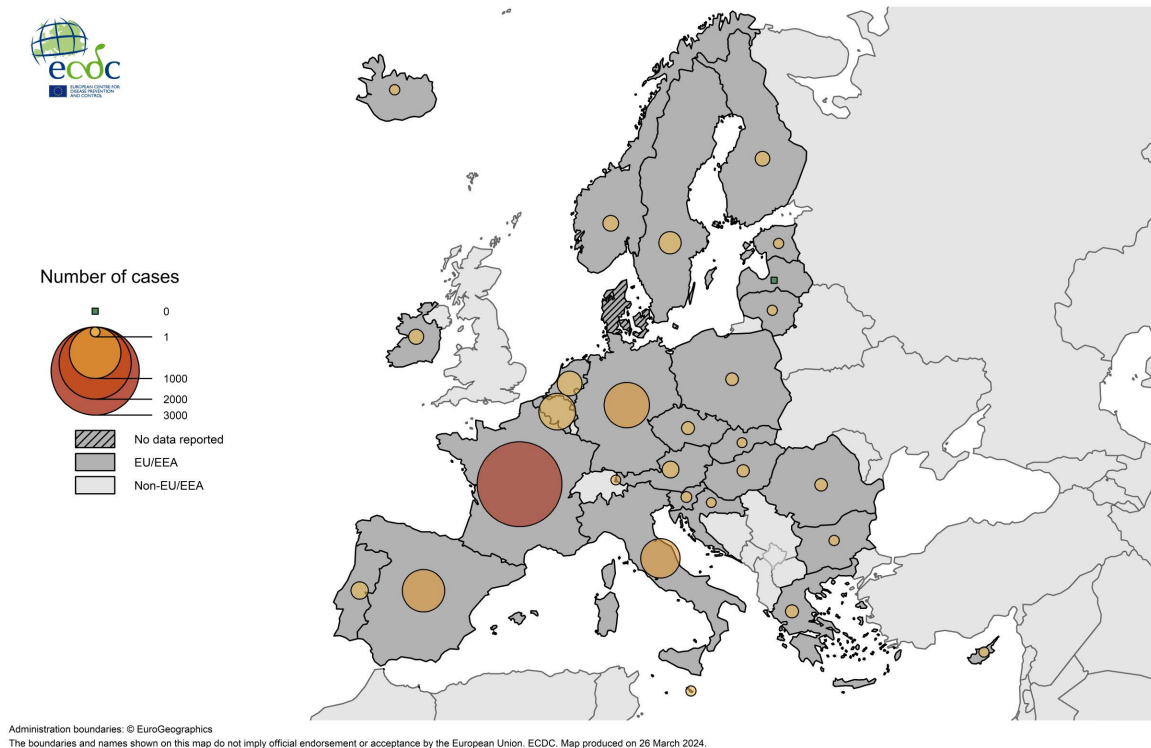 ecdc
EUROPEAN CENTRE FOR
DISEASE PREVENTION
AND CONTROL
Number of cases
0
1
1000
2000
3000
No data reported
EU/EEA
Non-EU/EEA
Administration boundaries: © EuroGeographics
The boundaries and names shown on this map do not imply official endorsement or acceptance by the European Union. ECDC. Map produced on 26 March 2024.